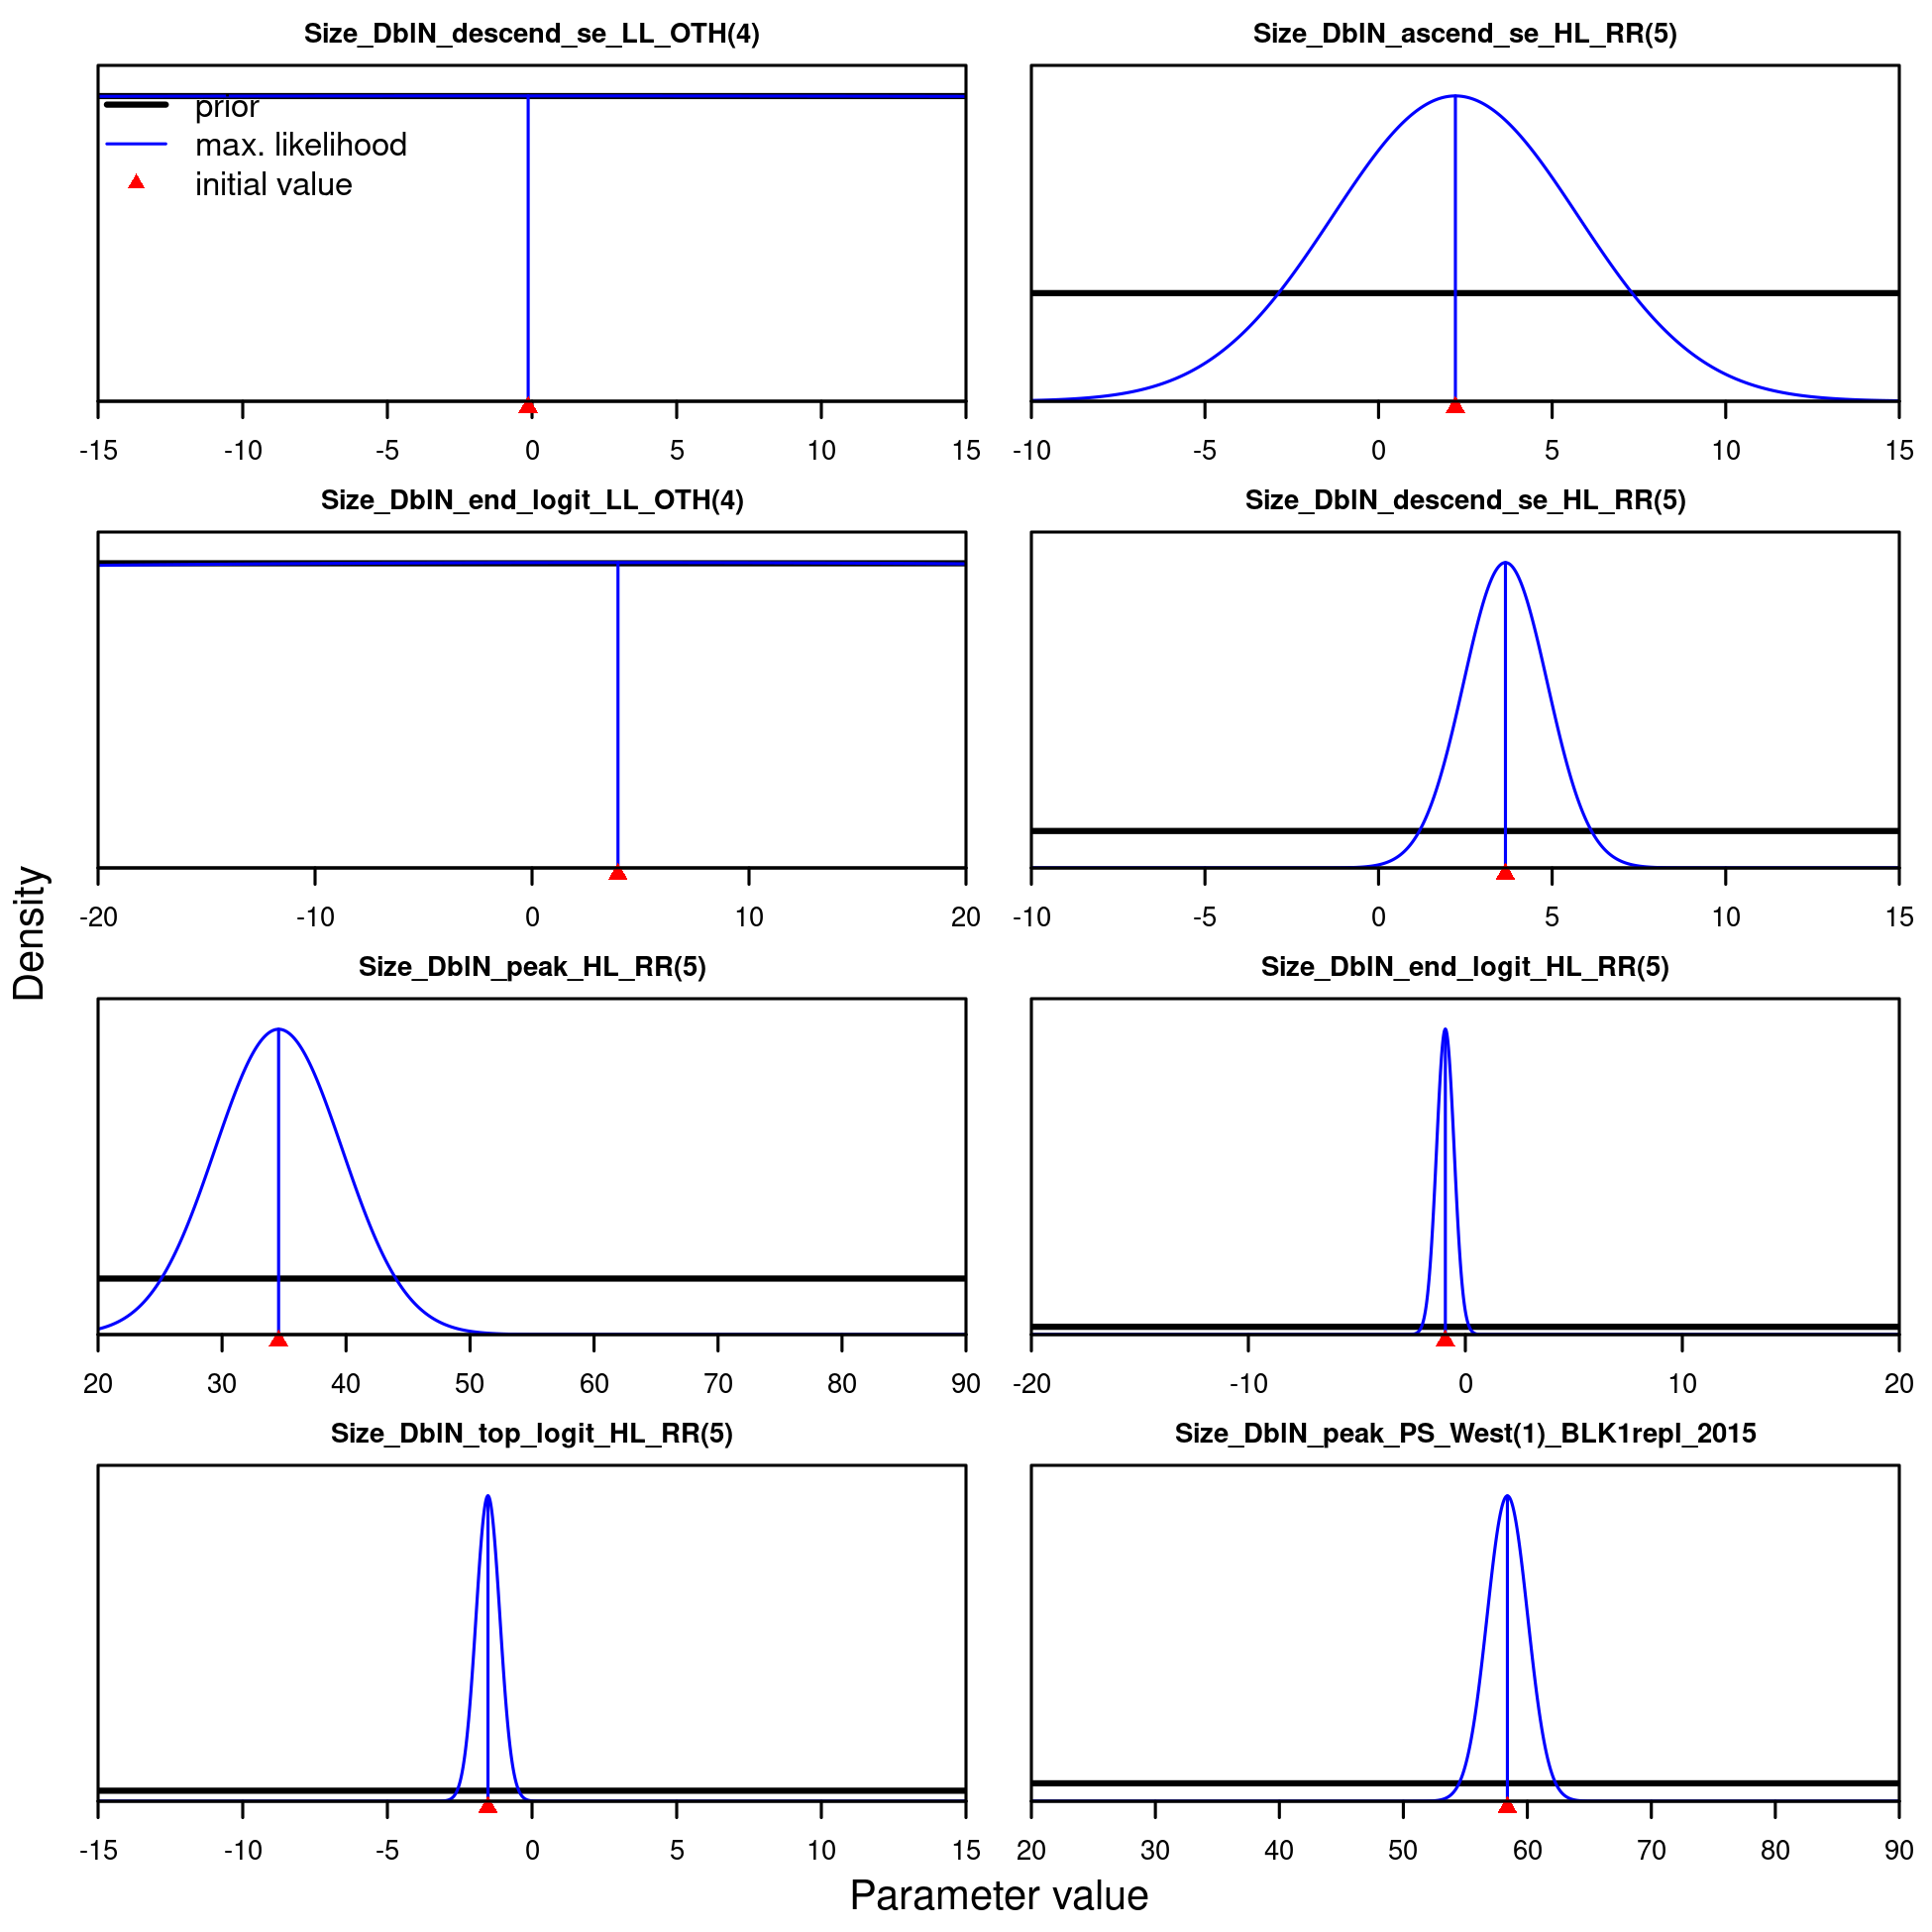 Size_DblN_descend_se_LL_OTH(4)
prior
max. likelihood
initial value
-15 -10 -5 0 5 10 15
Size_DblN_ascend_se_HL_RR(5)
-10 -5 0 5 10 15
Size_DblN_end_logit_LL_OTH(4)
-20 -10 0 10 20
Size_DblN_descend_se_HL_RR(5)
-10 -5 0 5 10 15
Size_DblN_peak_HL_RR(5)
20 30 40 50 60 70 80 90
Size_DblN_end_logit_HL_RR(5)
-20 -10 0 10 20
Size_DblN_top_logit_HL_RR(5)
-15 -10 -5 0 5 10 15
Size_DblN_peak_PS_West(1)_BLK1repl_2015
20 30 40 50 60 70 80 90
Density
Parameter value